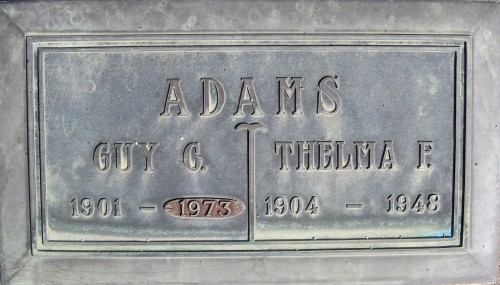 ADAMS
GUY G. THELMA F.
1901 - 1973 1904 - 1948